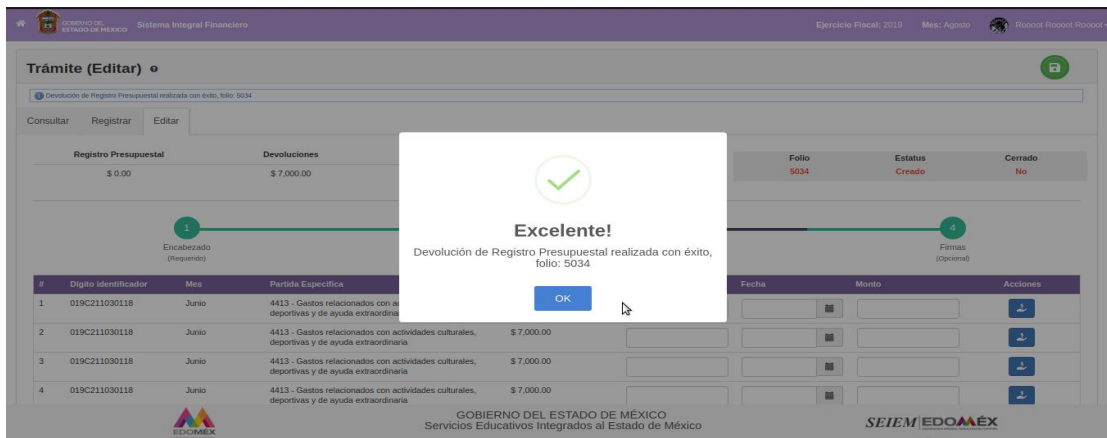 GOBIERNO DEL
ESTADO DE MÉXICO
Sistema Integral Financiero
Ejercicio Fiscal: 2019 Mes: Agosto Roooot Roooot Roooot
Trámite (Editar)
Devolución de Registro Presupuestal realizada con éxito, folio: 5034
Consultar Registrar Editar
Registro Presupuestal Devoluciones Folio Estatus Cerrado
$ 0.00 $ 7,000.00 5034 Creado No
Excelente!
Devolución de Registro Presupuestal realizada con éxito,
folio: 5034
OK
1 4
Encabezado Firmas
(Requerido) (Opcional)
# Dígito identificador Mes Partida Especifica Fecha Monto Acciones
1 019C211030118 Junio 4413 - Gastos relacionados con
deportivas y de ayuda
2 019C211030118 Junio 4413 - Gastos relacionados con actividades culturales, $ 7,000.00
deportivas y de ayuda extraordinaria
3 019C211030118 Junio 4413 - Gastos relacionados con actividades culturales, $ 7,000.00
deportivas y de ayuda extraordinaria
4 019C211030118 Junio 4413 - Gastos relacionados con actividades culturales, $ 7,000.00
deportivas y de ayuda extraordinaria
EDOMÉX
GOBIERNO DEL ESTADO DE MÉXICO
Servicios Educativos Integrados al Estado de México
SEIEM EDOMÉX